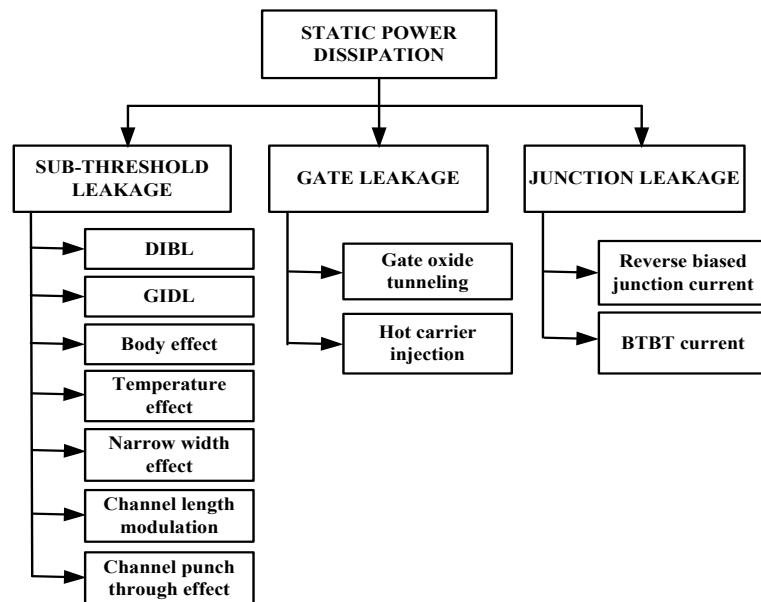 STATIC POWER
DISSIPATION
SUB-THRESHOLD
LEAKAGE
DIBL
GIDL
Body effect
Temperature
effect
Narrow width
effect
Channel length
modulation
Channel punch
through effect
GATE LEAKAGE
Gate oxide
tunneling
Hot carrier
injection
JUNCTION LEAKAGE
Reverse biased
junction current
BTBT current